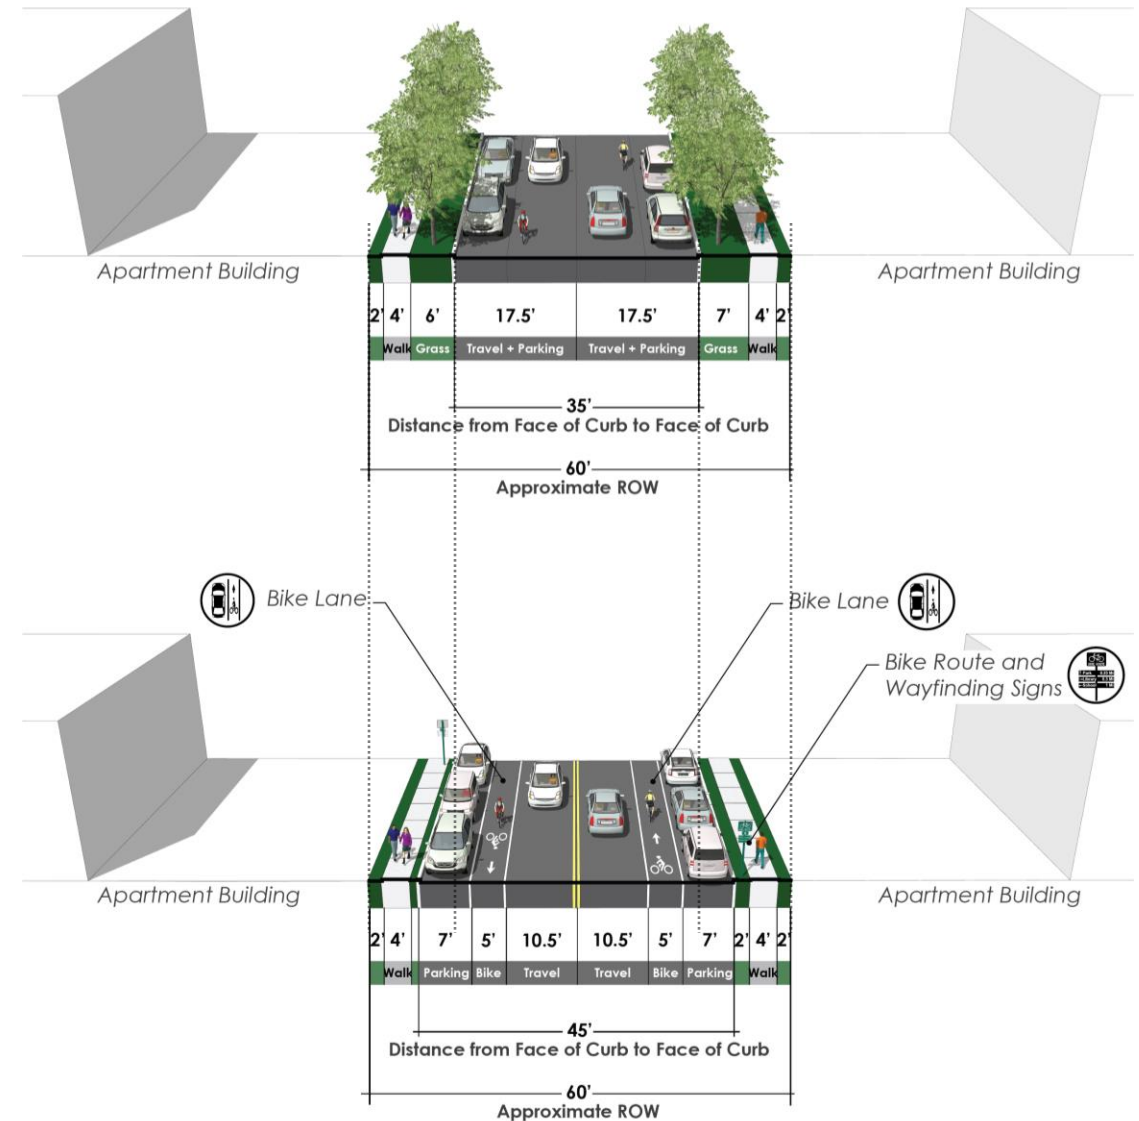 Apartment Building
Apartment Building
2' 4' 6' 17.5' 17.5' 7' 4' 2'
Walk Grass Travel + Parking Travel + Parking Grass Walk
35'
Distance from Face of Curb to Face of Curb
60'
Approximate ROW
Bike Lane
Bike Lane
Bike Route and
Wayfinding Signs
Apartment Building
Apartment Building
2' 4' 7' 5' 10.5' 10.5' 5' 7' 2' 4' 2'
Walk Parking Bike Travel Travel Bike Parking Walk
45'
Distance from Face of Curb to Face of Curb
60'
Approximate ROW